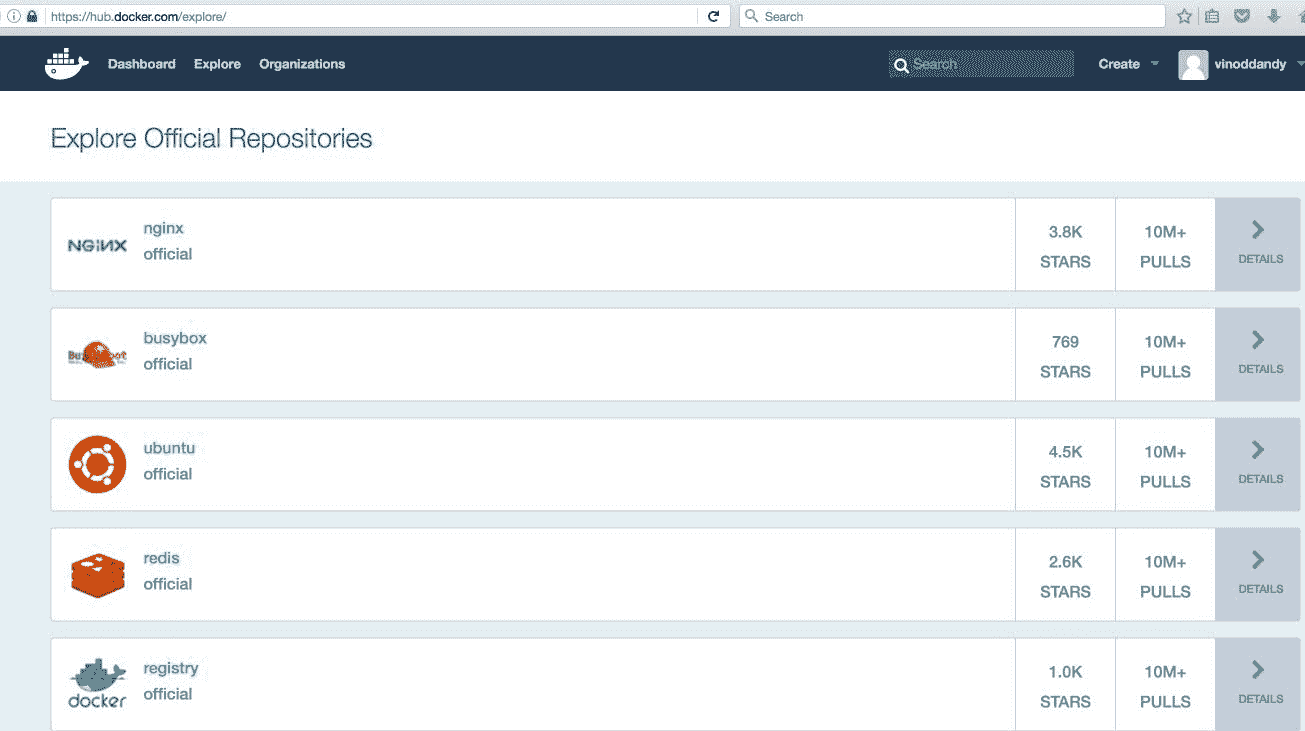 https://hub.docker.com/explore/
Search
Dashboard Explore Organizations Search Create vinoddandy
Explore Official Repositories
NGiNX
nginx
official
3.8K
STARS
10M+
PULLS
DETAILS
busybox
official
769
STARS
10M+
PULLS
DETAILS
ubuntu
official
4.5K
STARS
10M+
PULLS
DETAILS
redis
official
2.6K
STARS
10M+
PULLS
DETAILS
docker
registry
official
1.0K
STARS
10M+
PULLS
DETAILS